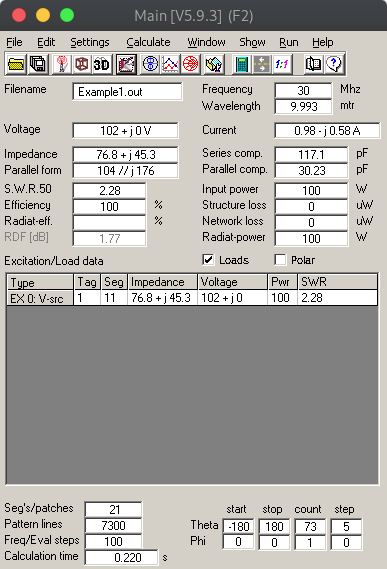 Main [V5.9.3] (F2)
File Edit Settings Calculate Window Show Run Help
3D 1:1
Filename Example1.out Frequency 30 Mhz
Wavelength 9.993 mtr
Voltage 102 + j 0 V Current 0.98 - j 0.58 A
Impedance 76.8 + j 45.3 Series comp. 117.1 pF
Parallel form 104 // j 176 Parallel comp. 30.23 pF
S.W.R.50 2.28 Input power 100 W
Efficiency 100 % Structure loss 0 uW
Radiat-eff. % Network loss 0 uW
RDF [dB] 1.77 Radiat-power 100 W
Excitation/Load data Loads Polar
Type Tag Seg Impedance Voltage Pwr SWR
EX 0: V-src 1 11 76.8 + j 45.3 102 + j 0 100 2.28
Seg's/patches 21 start stop count step
Pattern lines 7300 Theta -180 180 73 5
Freq/Eval steps 100 Phi 0 0 1 0
Calculation time 0.220 s